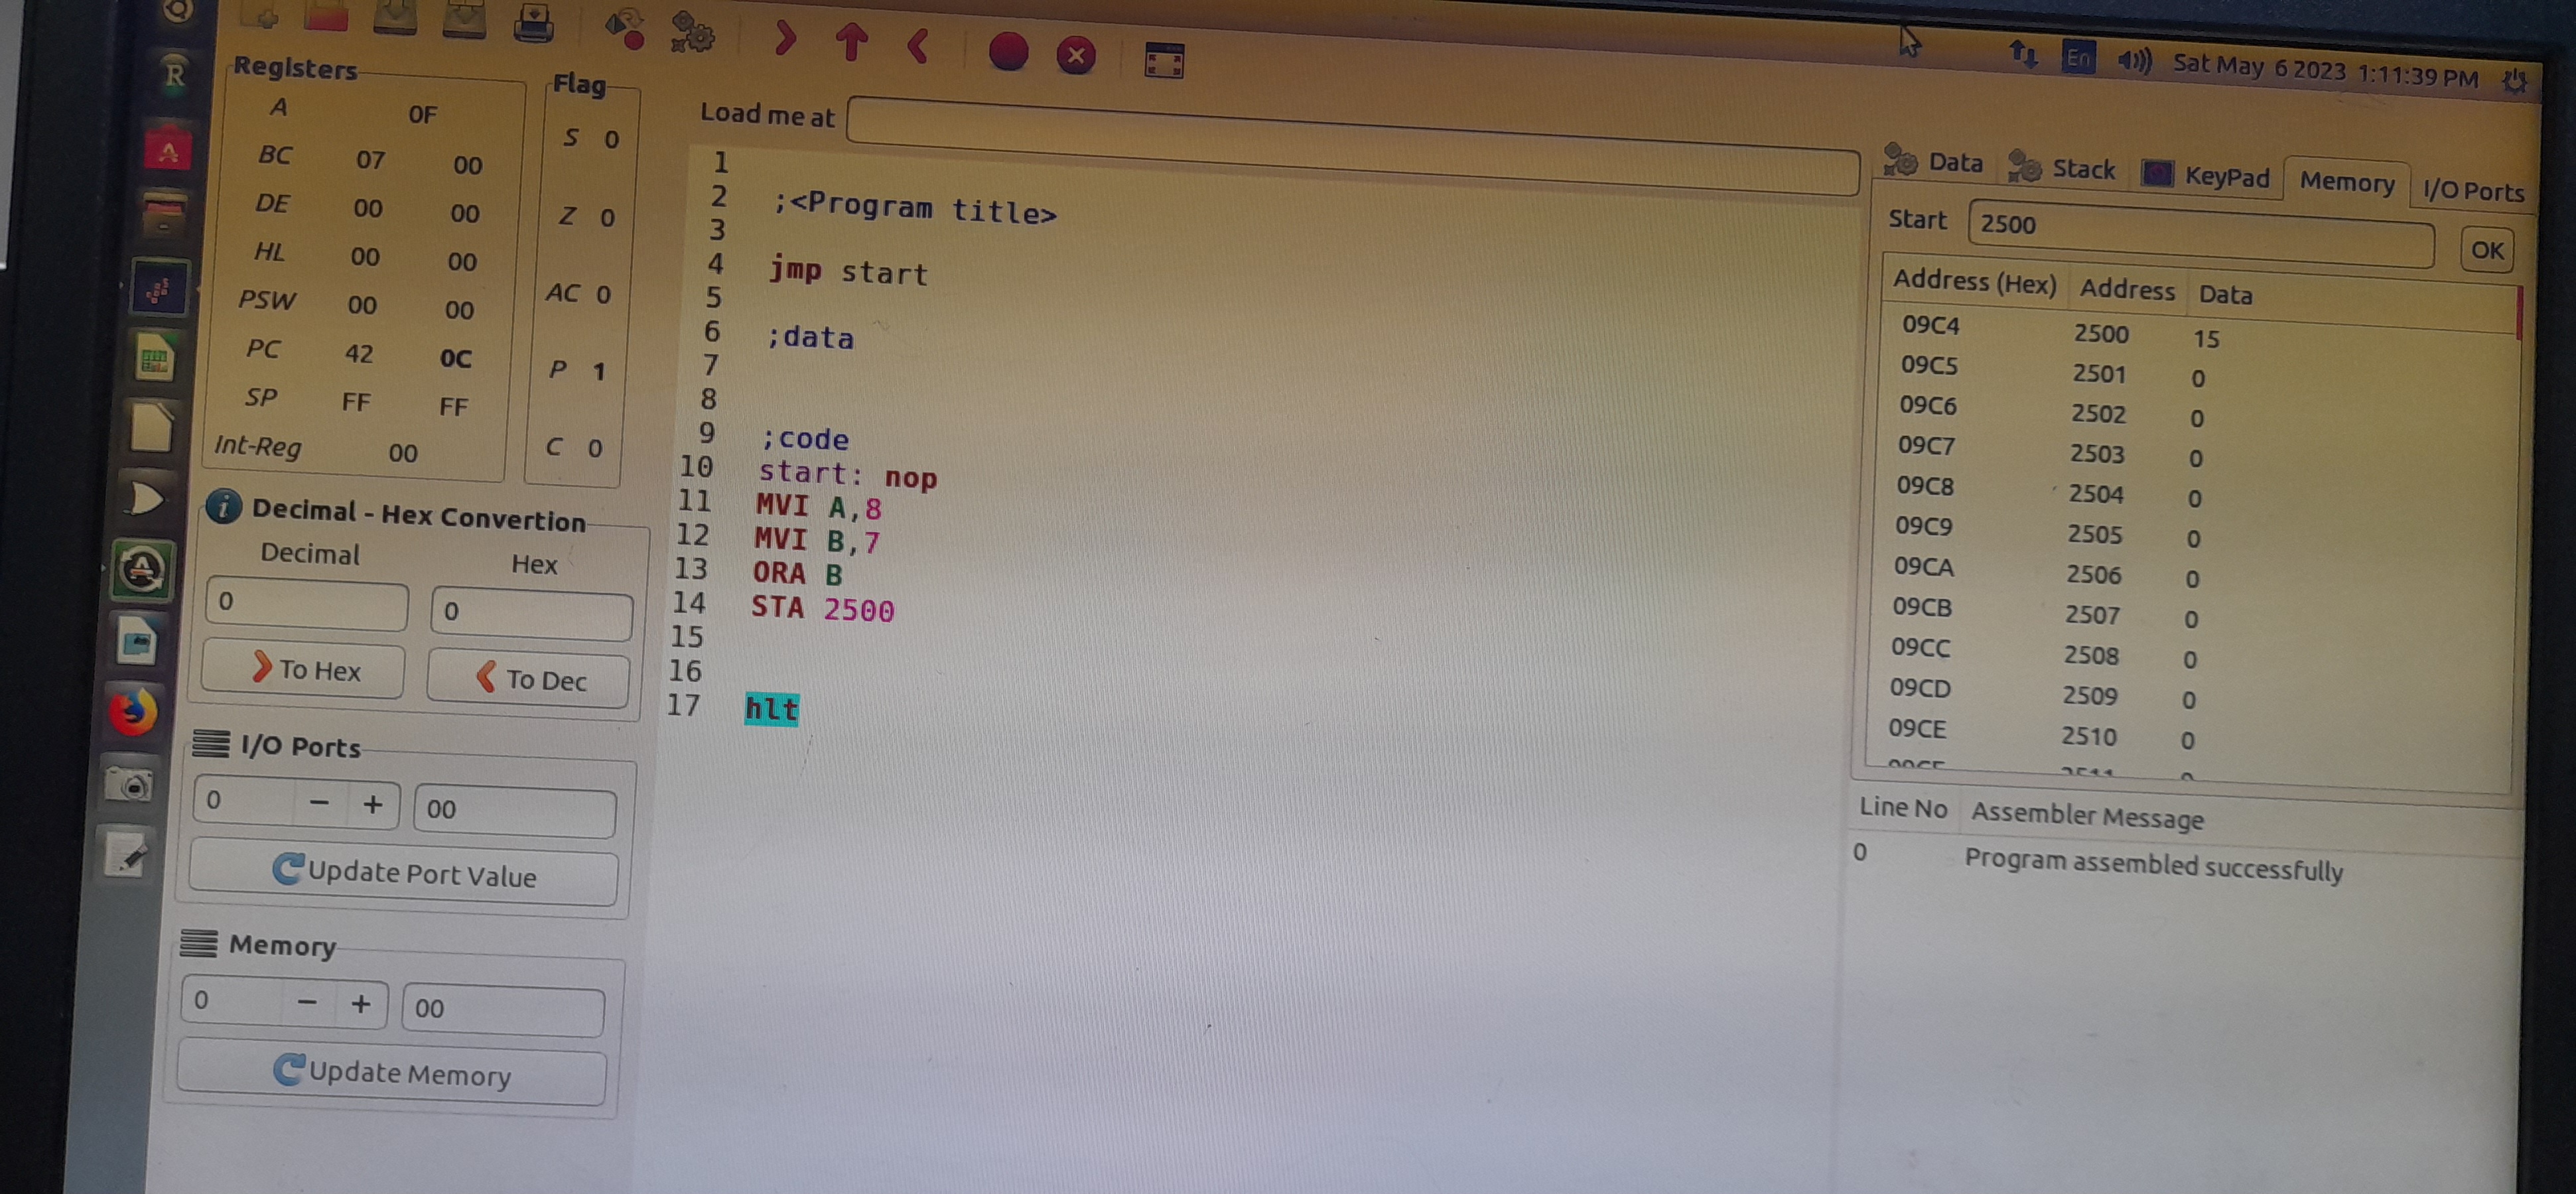 Sat May 6 2023 1:11:39 PM
En
Registers
A 0F
BC 07 00
DE 00 00
HL 00 00
PSW 00 00
PC 42 0C
SP FF FF
Int-Reg 00
Flag
S 0
Z 0
AC 0
P 1
C 0
Decimal - Hex Convertion
Decimal Hex
0 0
To Hex To Dec
I/O Ports
0 − + 00
Update Port Value
Memory
0 − + 00
Update Memory
Load me at
1
2 ;<Program title>
3
4 jmp start
5
6 ;data
7
8
9 ;code
10 start: nop
11 MVI A,8
12 MVI B,7
13 ORA B
14 STA 2500
15
16
17 hlt
Data Stack KeyPad Memory I/O Ports
Start 2500 OK
Address (Hex) Address Data
09C4 2500 15
09C5 2501 0
09C6 2502 0
09C7 2503 0
09C8 2504 0
09C9 2505 0
09CA 2506 0
09CB 2507 0
09CC 2508 0
09CD 2509 0
09CE 2510 0
Line No Assembler Message
0 Program assembled successfully